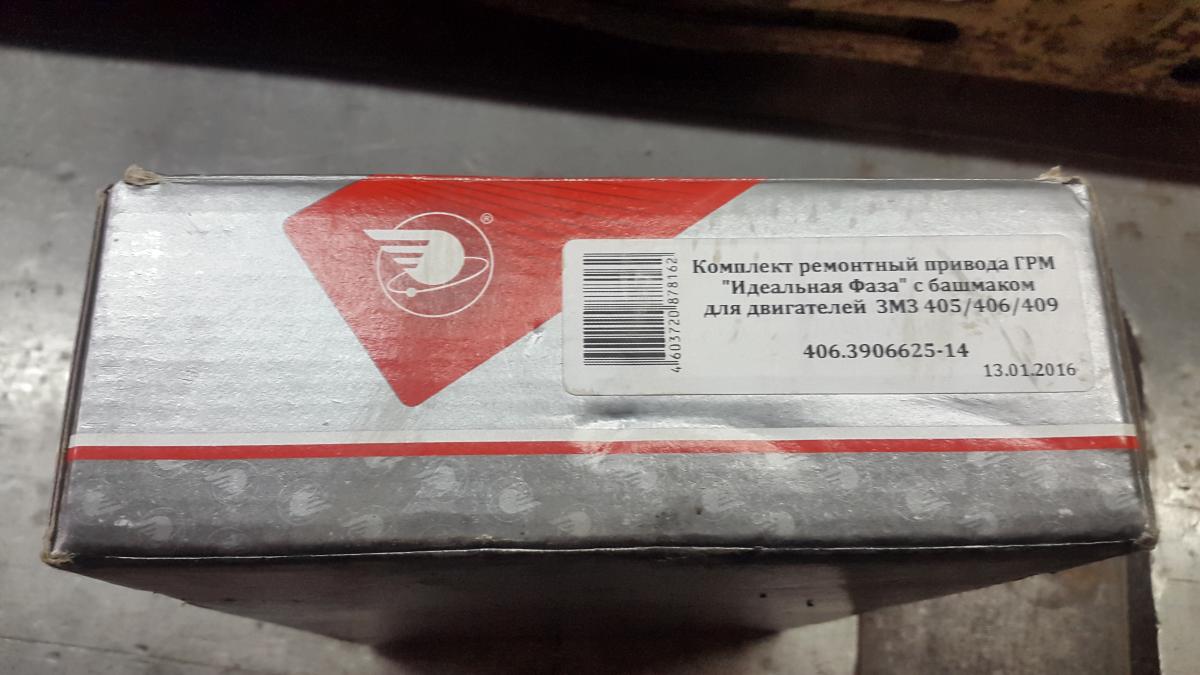 ®
4603720878162
Комплект ремонтный привода ГРМ
"Идеальная Фаза" с башмаком
для двигателей ЗМЗ 405/406/409
406.3906625-14
13.01.2016